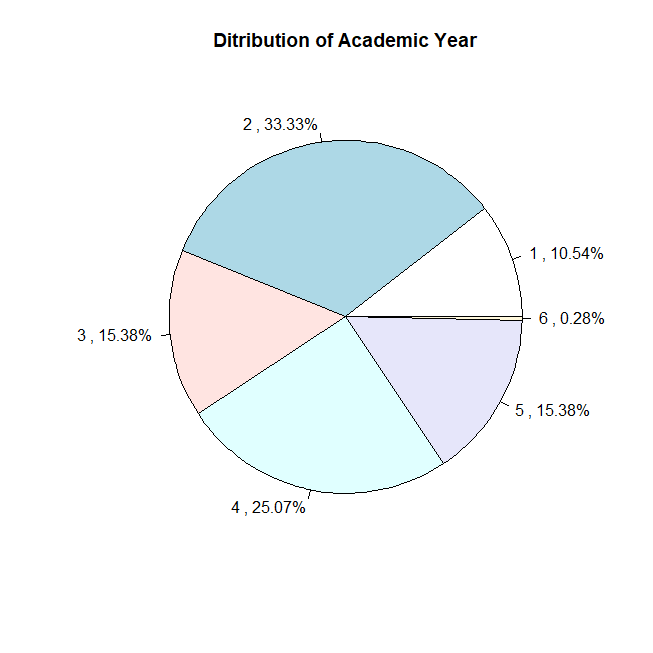 Ditribution of Academic Year
2 , 33.33%
1 , 10.54%
6 , 0.28%
3 , 15.38%
5 , 15.38%
4 , 25.07%